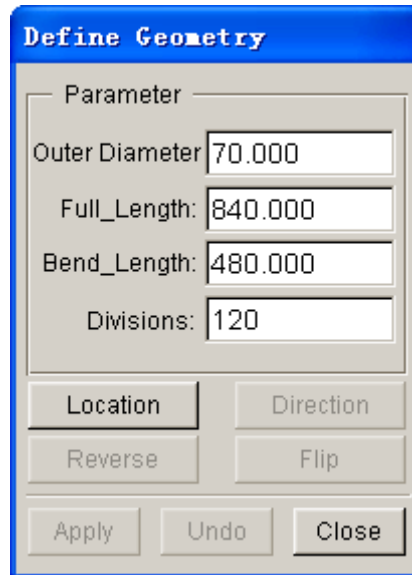 Define Geometry
Parameter
Outer Diameter 70.000
Full_Length: 840.000
Bend_Length: 480.000
Divisions: 120
Location Direction
Reverse Flip
Apply Undo Close